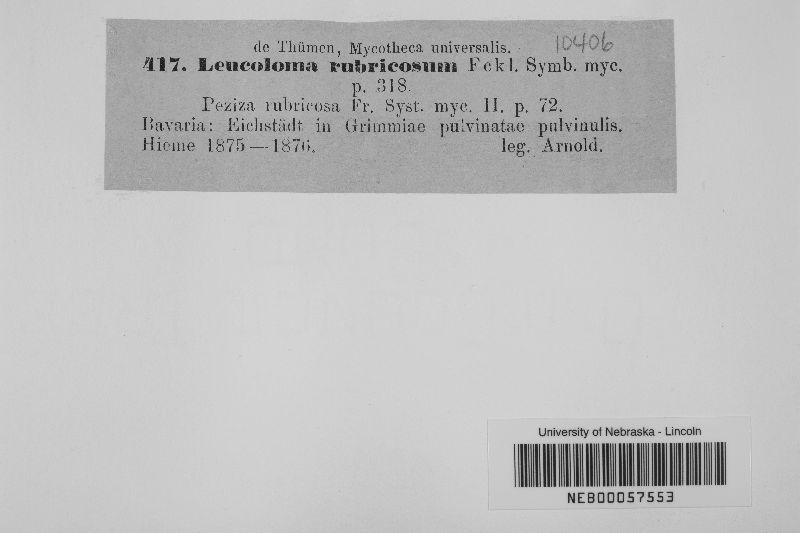 de Thümen, Mycotheca universalis.
10406
417. Leucoloma rubricosum Fckl. Symb. myc.
p. 318.
Peziza rubricosa Fr. Syst. myc. II. p. 72.
Bavaria: Eichstädt in Grimmiae pulvinatae pulvinulis.
Hieme 1875—1876. leg. Arnold.
University of Nebraska - Lincoln
NEB00057553